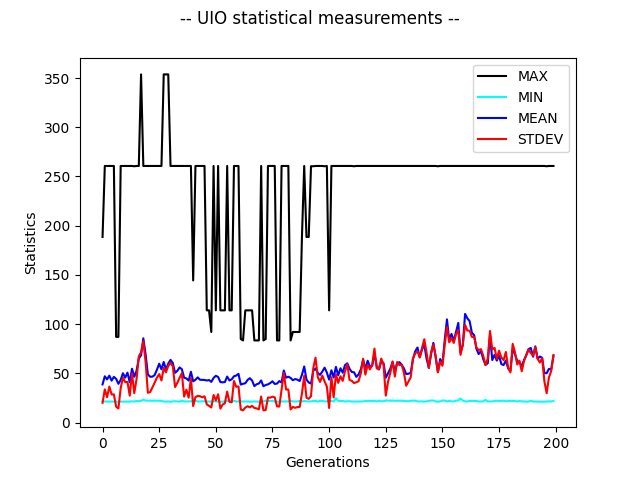 -- UIO statistical measurements --
MAX
MIN
MEAN
STDEV
Statistics
350
300
250
200
150
100
50
0
0 25 50 75 100 125 150 175 200
Generations